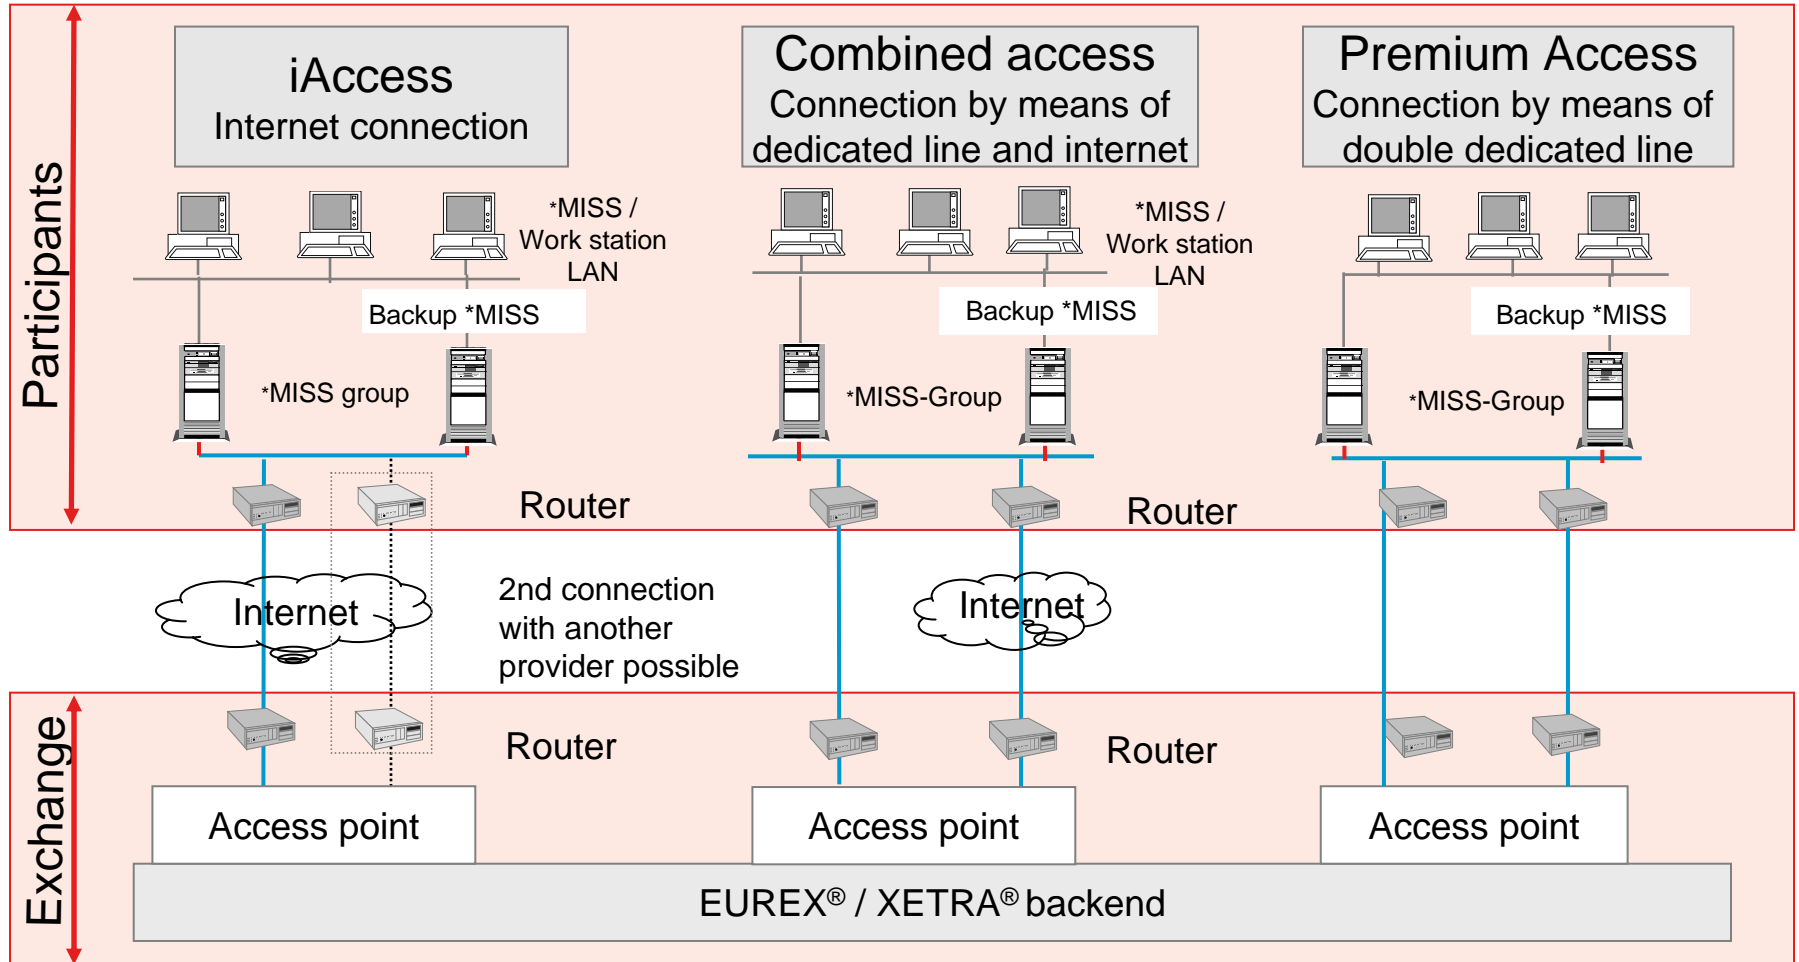 Participants
iAccess
Internet connection
Combined access
Connection by means of
dedicated line and internet
Premium Access
Connection by means of
double dedicated line
*MISS /
Work station
LAN
*MISS /
Work station
LAN
Backup *MISS
Backup *MISS
Backup *MISS
*MISS group
*MISS-Group
*MISS-Group
Router
Router
Internet
2nd connection
with another
provider possible
Internet
Exchange
Router
Router
Access point
Access point
Access point
EUREX® / XETRA® backend